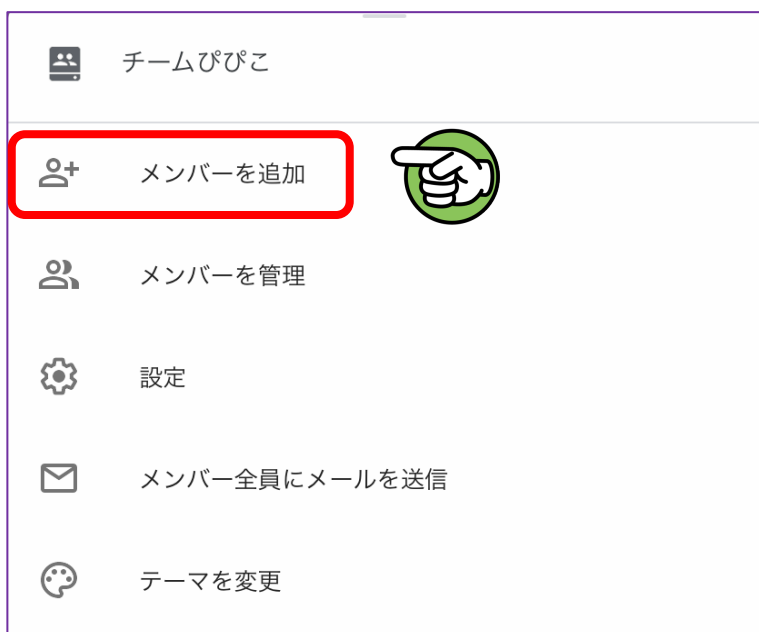 チームぴぴこ
メンバーを追加
メンバーを管理
設定
メンバー全員にメールを送信
テーマを変更